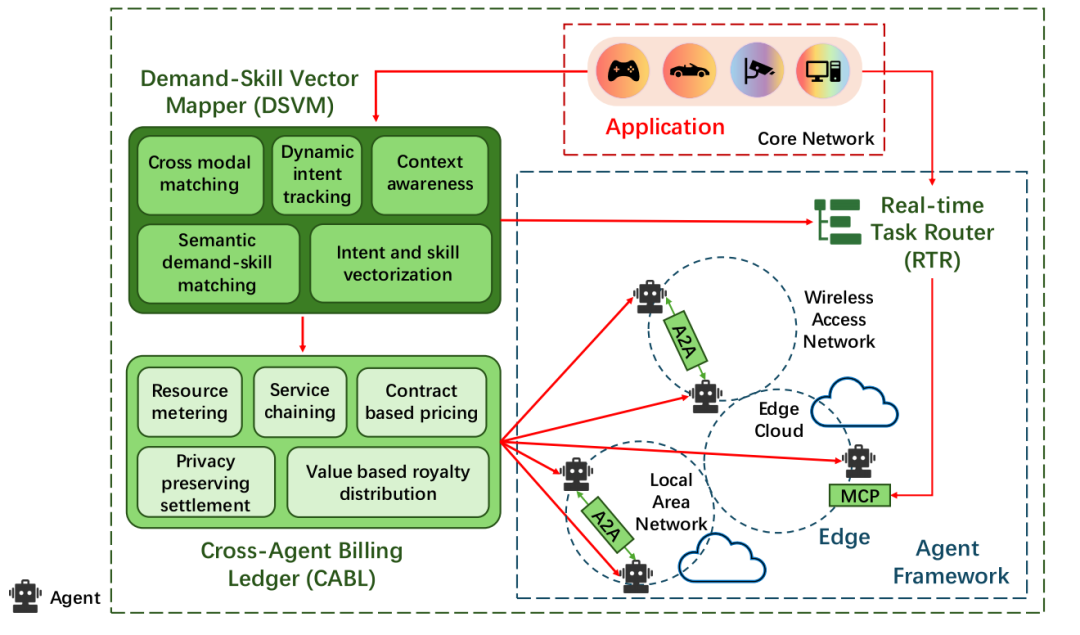 Demand-Skill Vector
Mapper (DSVM)
Cross modal
matching
Dynamic
intent
tracking
Context
awareness
Semantic
demand-skill
matching
Intent and skill
vectorization
Application
Core Network
Real-time
Task Router
(RTR)
Wireless
Access
Network
A2A
Edge
Cloud
MCP
Local
Area
Network
A2A
Edge
Agent
Framework
Resource
metering
Service
chaining
Contract
based pricing
Privacy
preserving
settlement
Value based royalty
distribution
Cross-Agent Billing
Ledger (CABL)
Agent